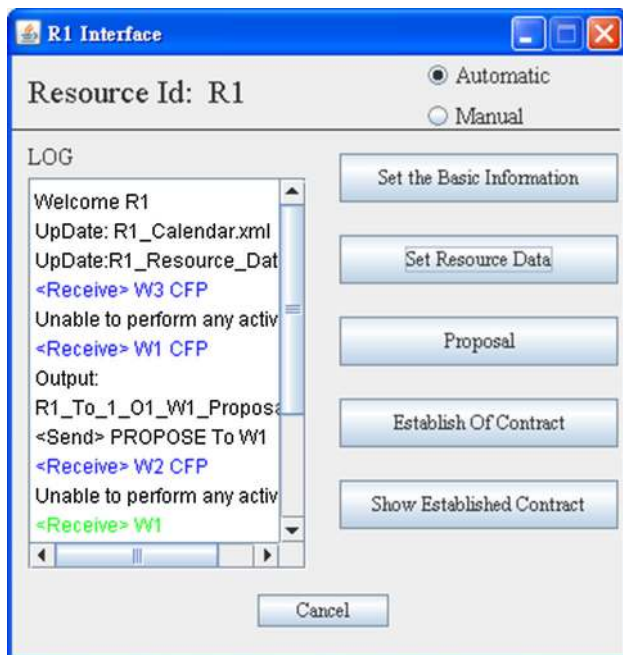 R1 Interface
Resource Id: R1
Automatic
Manual
LOG
Welcome R1
UpDate: R1_Calendar.xml
UpDate:R1_Resource_Dat
<Receive> W3 CFP
Unable to perform any activ
<Receive> W1 CFP
Output:
R1_To_1_O1_W1_Proposa
<Send> PROPOSE To W1
<Receive> W2 CFP
Unable to perform any activ
<Receive> W1
Set the Basic Information
Set Resource Data
Proposal
Establish Of Contract
Show Established Contract
Cancel